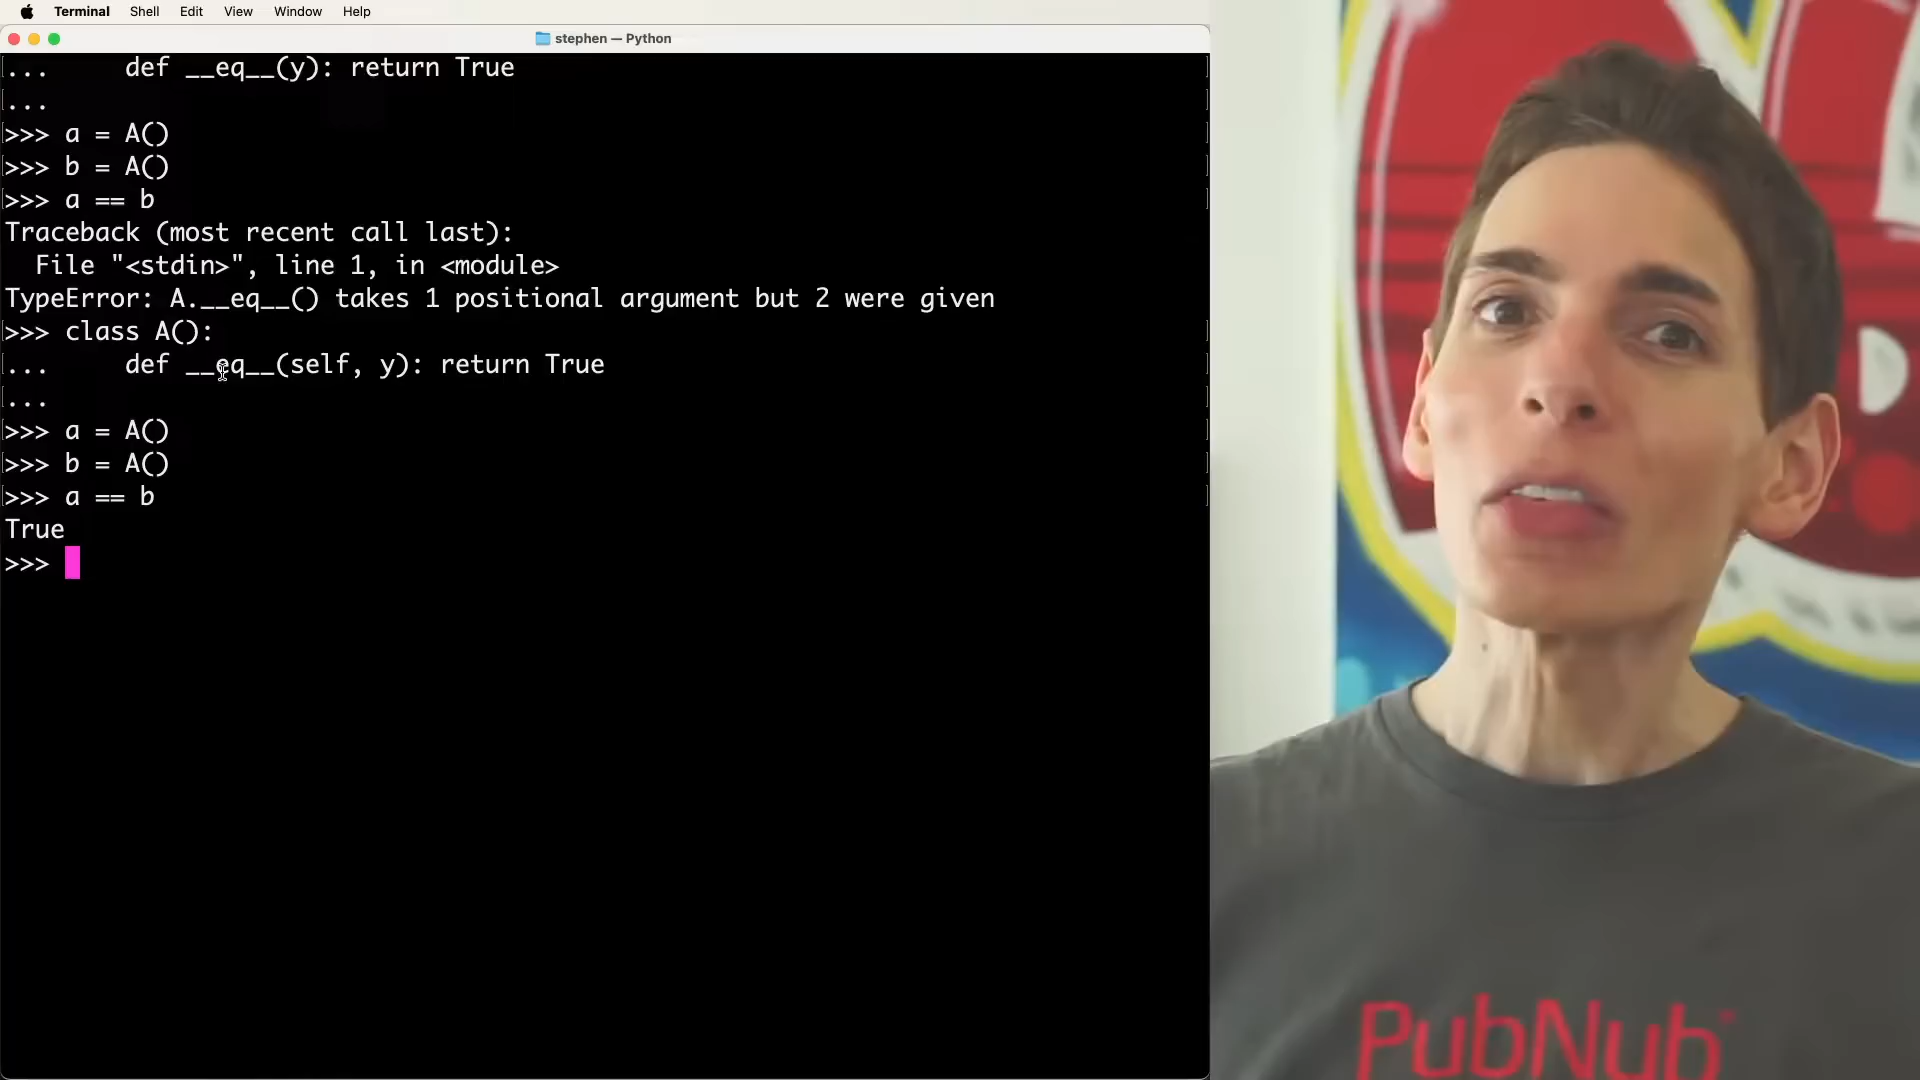 Terminal Shell Edit View Window Help
stephen — Python
... def __eq__(y): return True
...
>>> a = A()
>>> b = A()
>>> a == b
Traceback (most recent call last):
  File "<stdin>", line 1, in <module>
TypeError: A.__eq__() takes 1 positional argument but 2 were given
>>> class A():
... def __eq__(self, y): return True
...
>>> a = A()
>>> b = A()
>>> a == b
True
>>>
PubNub